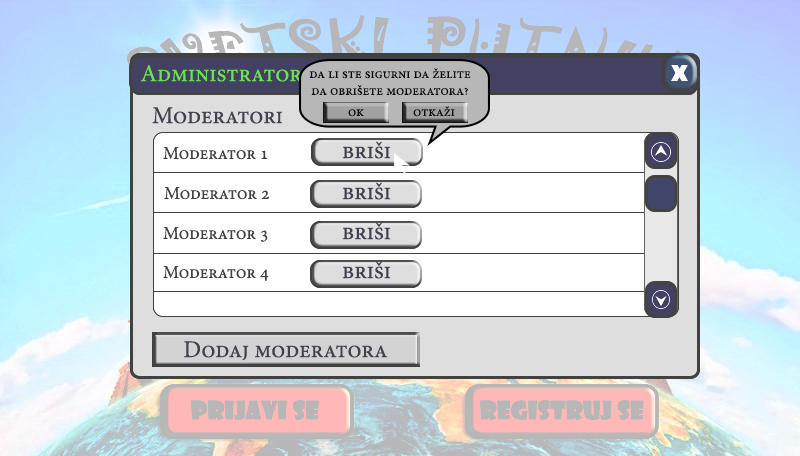 SVETSKI PUTNIK
Administrator
X
DA LI STE SIGURNI DA ŽELITE
DA OBRIŠETE MODERATORA?
OK OTKAŽI
Moderatori
Moderator 1 BRIŠI
Moderator 2 BRIŠI
Moderator 3 BRIŠI
Moderator 4 BRIŠI
Dodaj moderatora
PRIJAVI SE REGISTRUJ SE